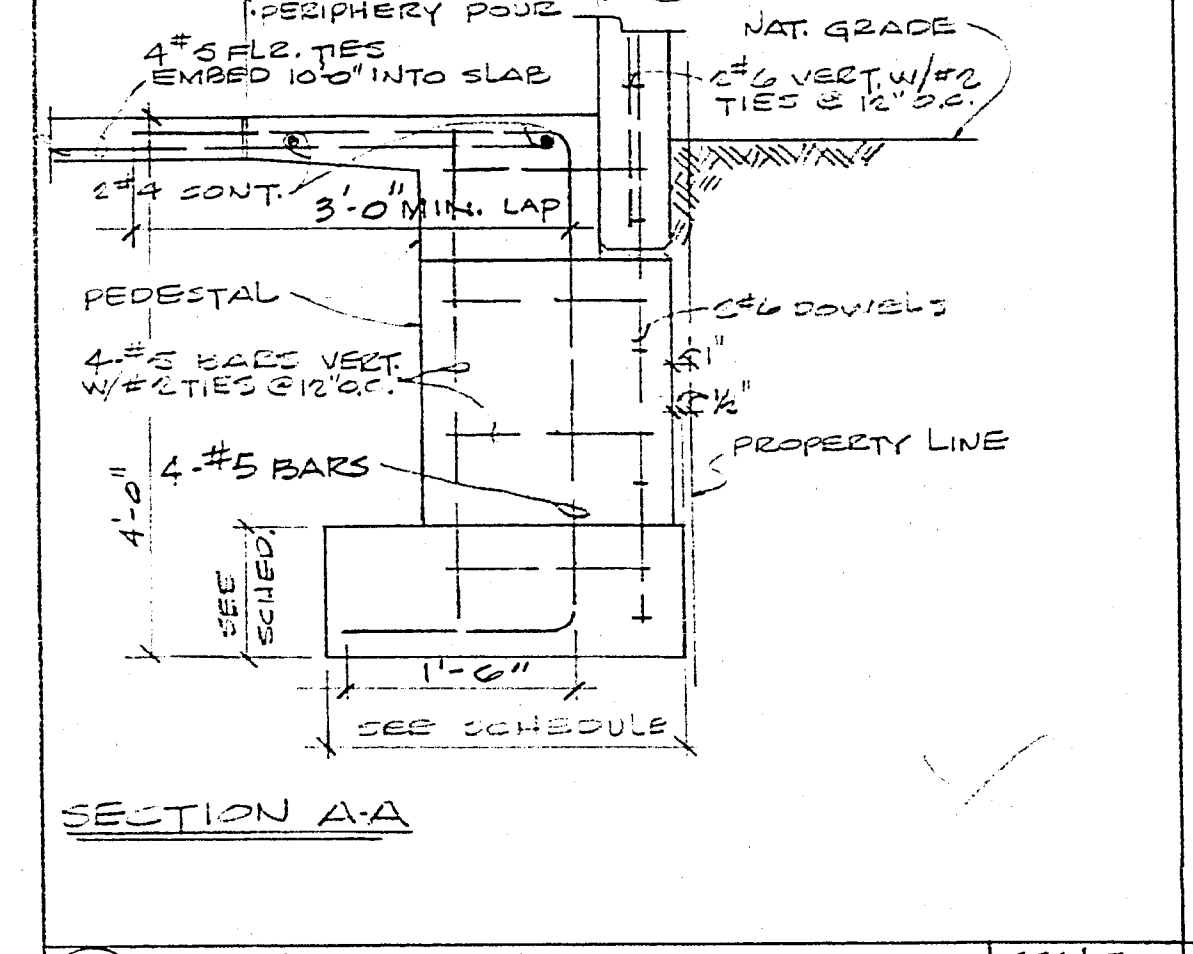 PERIPHERY POUR
4 #5 FLR. TIES
EMBED 10'-0" INTO SLAB
NAT. GRADE
2 #6 VERT. W/#2
TIES @ 12" O.C.
2 #4 CONT.
3'-0" MIN. LAP
PEDESTAL
2 #6 DOWELS
4-#5 BARS VERT.
W/#2 TIES @ 12" O.C.
1"
1/2"
PROPERTY LINE
4-#5 BARS
4'-0"
SEE
SCHED.
1'-6"
SEE SCHEDULE
SECTION A-A